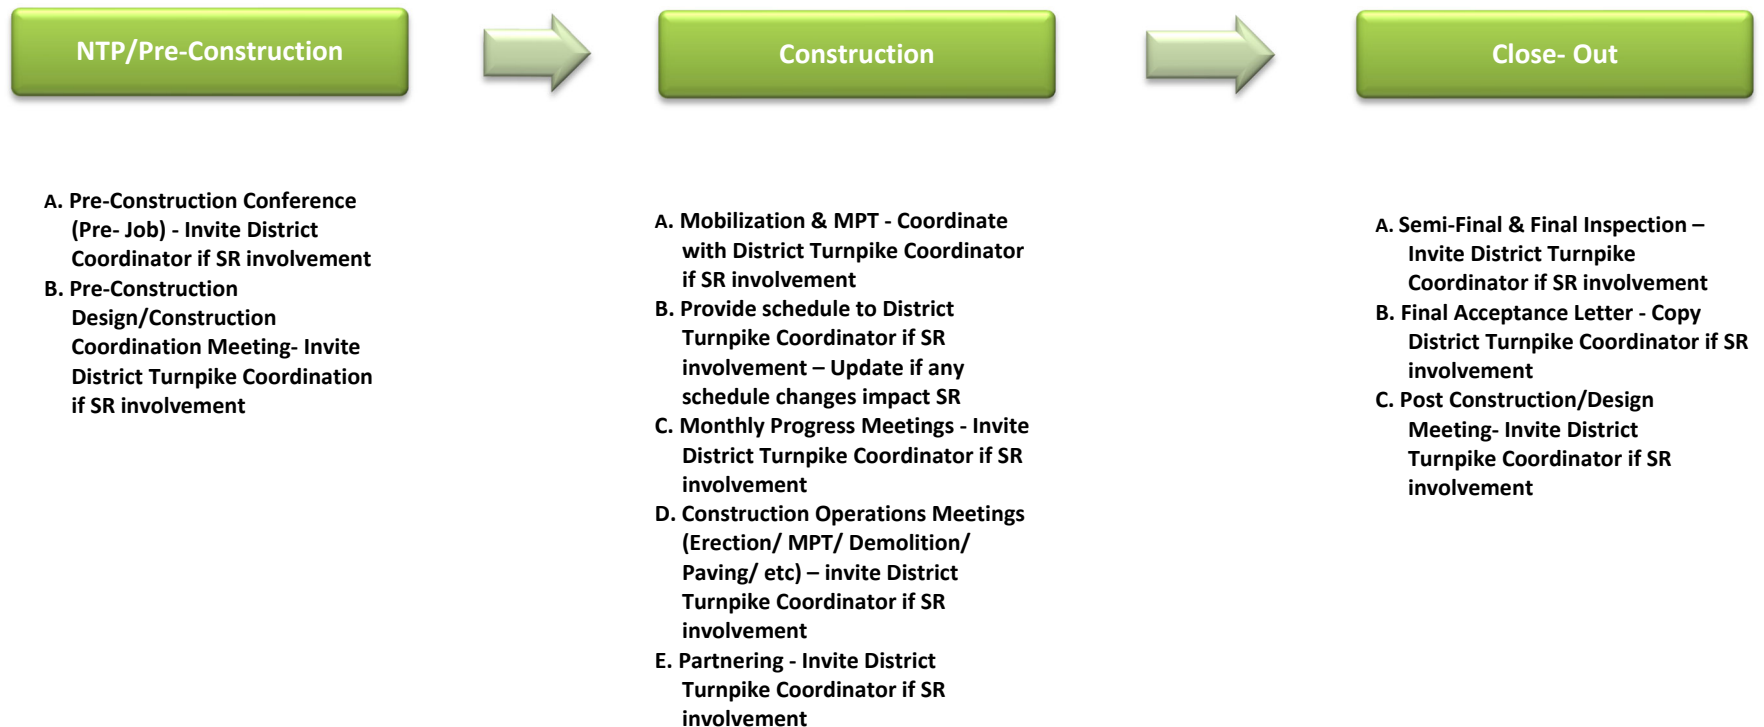 NTP/Pre-Construction
Construction
Close- Out
A. Pre-Construction Conference
(Pre- Job) - Invite District
Coordinator if SR involvement
B. Pre-Construction
Design/Construction
Coordination Meeting- Invite
District Turnpike Coordination
if SR involvement
A. Mobilization & MPT - Coordinate
with District Turnpike Coordinator
if SR involvement
B. Provide schedule to District
Turnpike Coordinator if SR
involvement – Update if any
schedule changes impact SR
C. Monthly Progress Meetings - Invite
District Turnpike Coordinator if SR
involvement
D. Construction Operations Meetings
(Erection/ MPT/ Demolition/
Paving/ etc) – invite District
Turnpike Coordinator if SR
involvement
E. Partnering - Invite District
Turnpike Coordinator if SR
involvement
A. Semi-Final & Final Inspection –
Invite District Turnpike
Coordinator if SR involvement
B. Final Acceptance Letter - Copy
District Turnpike Coordinator if SR
involvement
C. Post Construction/Design
Meeting- Invite District
Turnpike Coordinator if SR
involvement